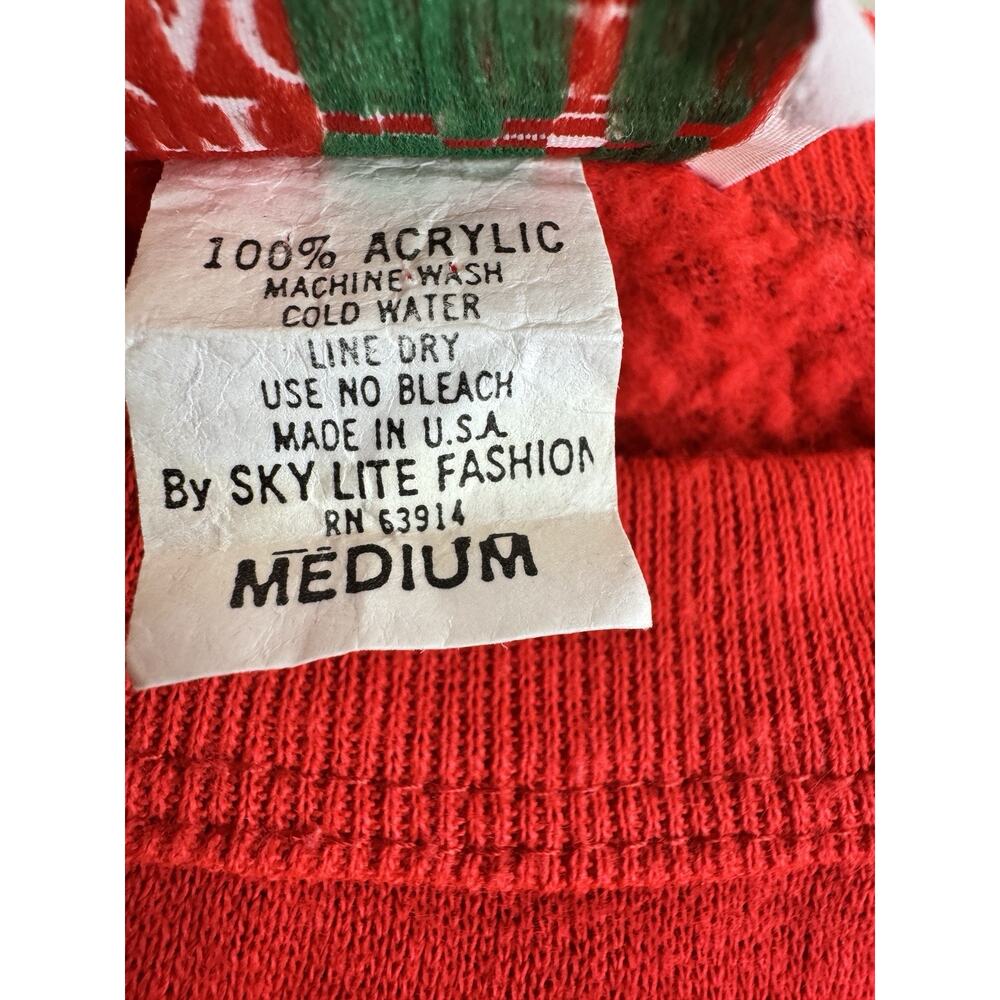 100% ACRYLIC
MACHINE WASH
COLD WATER
LINE DRY
USE NO BLEACH
MADE IN U.S.A.
By SKY LITE FASHION
RN 63914
MEDIUM